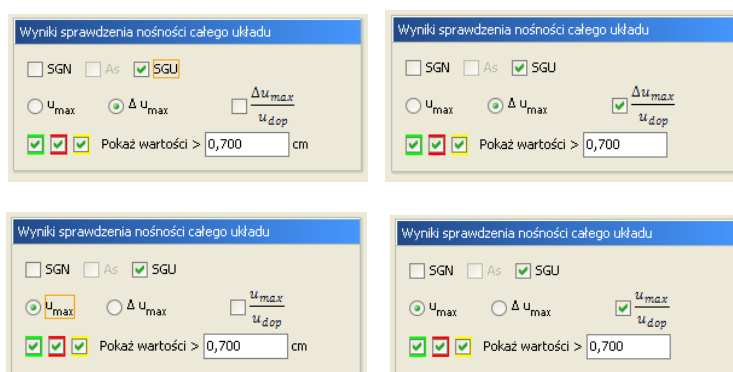 Wyniki sprawdzenia nośności całego układu
SGN As SGU
u max Δ u max Δu max / u dop
Pokaż wartości > 0,700 cm
Wyniki sprawdzenia nośności całego układu
SGN As SGU
u max Δ u max Δu max / u dop
Pokaż wartości > 0,700
Wyniki sprawdzenia nośności całego układu
SGN As SGU
u max Δ u max u max / u dop
Pokaż wartości > 0,700 cm
Wyniki sprawdzenia nośności całego układu
SGN As SGU
u max Δ u max u max / u dop
Pokaż wartości > 0,700